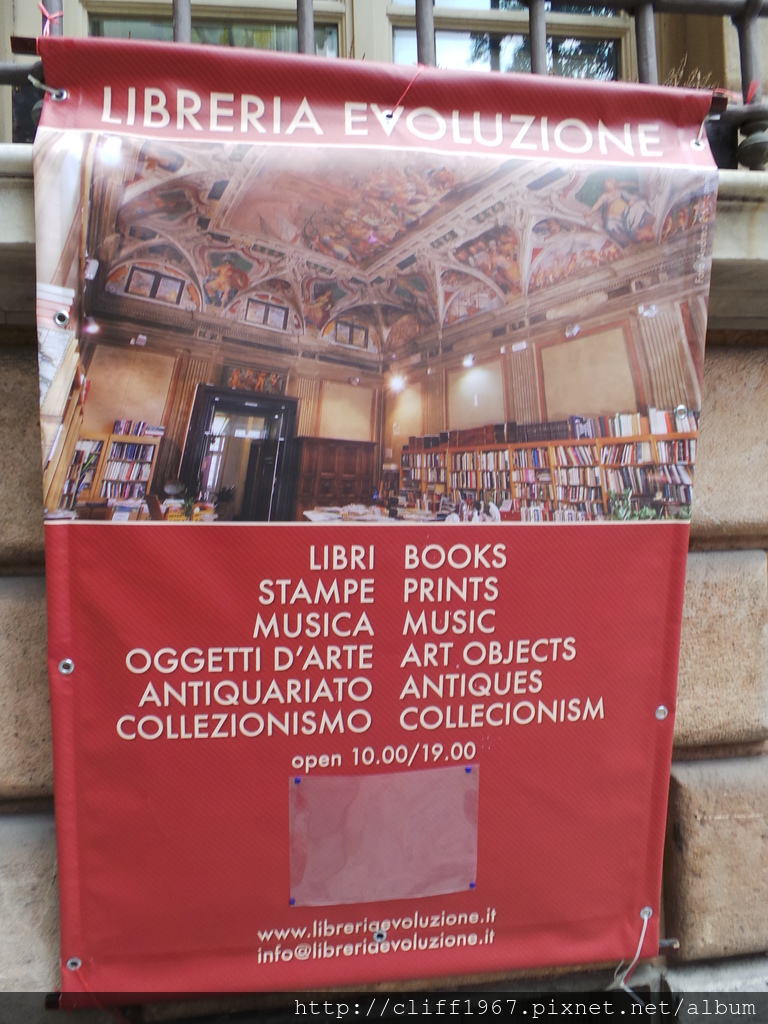 LIBRERIA EVOLUZIONE
LIBRI BOOKS
STAMPE PRINTS
MUSICA MUSIC
OGGETTI D'ARTE ART OBJECTS
ANTIQUARIATO ANTIQUES
COLLEZIONISMO COLLECIONISM
open 10.00/19.00
www.libreriaevoluzione.it
info@libreriaevoluzione.it
http://cliff1967.pixnet.net/album